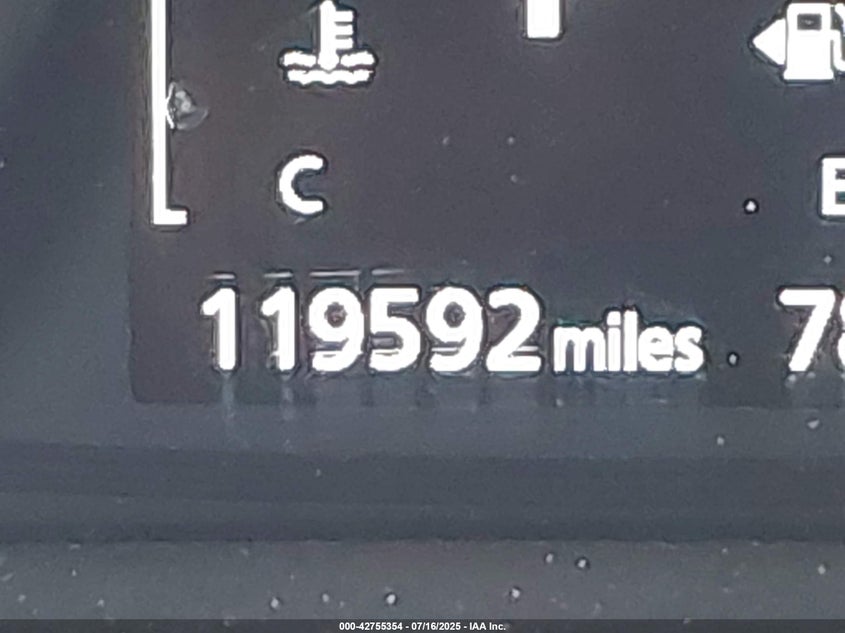 C
119592 miles
000-42755354 - 07/16/2025 - IAA Inc.